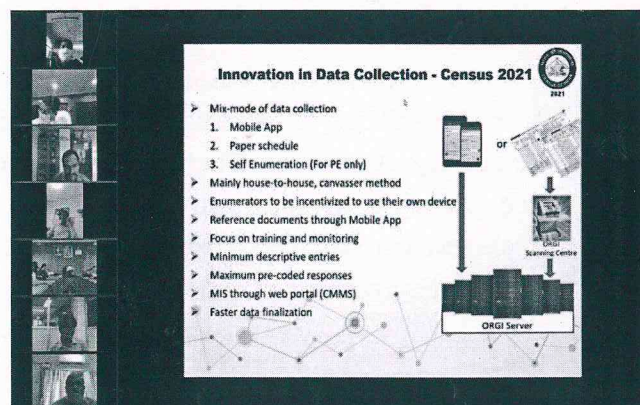 Innovation in Data Collection - Census 2021
2021
➤ Mix-mode of data collection
1. Mobile App
2. Paper schedule
3. Self Enumeration (For PE only)
➤ Mainly house-to-house, canvasser method
➤ Enumerators to be incentivized to use their own device
➤ Reference documents through Mobile App
➤ Focus on training and monitoring
➤ Minimum descriptive entries
➤ Maximum pre-coded responses
➤ MIS through web portal (CMMS)
➤ Faster data finalization
or
ORGI
Scanning Centre
ORGI Server